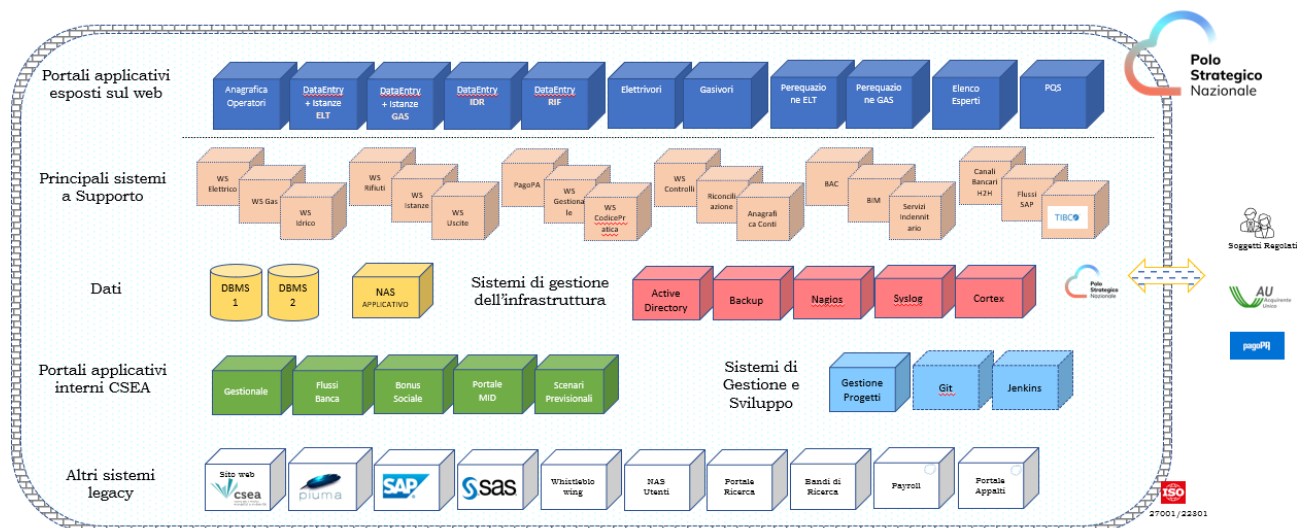 Polo
Strategico
Nazionale
Portali applicativi
esposti sul web
Anagrafica
Operatori
DataEntry
+ Istanze
ELT
DataEntry
+ Istanze
GAS
DataEntry
IDR
DataEntry
RIF
Elettrivori
Gasivori
Perequazio
ne ELT
Perequazio
ne GAS
Elenco
Esperti
PQS
Principali sistemi
a Supporto
WS
Elettrico
WS Gas
WS
Idrico
WS
Rifiuti
WS
Istanze
WS
Uscite
PagoPA
WS
Gestiona
le
WS
CodicePr
atica
WS
Controlli
Riconcili
azione
Anagrafi
ca Conti
BAC
BIM
Servizi
Indennit
ario
Canali
Bancari
H2H
Flussi
SAP
TIBCO
Soggetti Regolati
Dati
DBMS
1
DBMS
2
NAS
APPLICATIVO
Sistemi di gestione
dell'infrastruttura
Active
Directory
Backup
Nagios
Syslog
Cortex
Polo
Strategico
Nazionale
AU
Acquirente
Unico
pagoPA
Portali applicativi
interni CSEA
Gestionale
Flussi
Banca
Bonus
Sociale
Portale
MID
Scenari
Previsionali
Sistemi di
Gestione e
Sviluppo
Gestione
Progetti
Git
Jenkins
Altri sistemi
legacy
Sito web
csea
piuma
SAP
sas
Whistleblo
wing
NAS
Utenti
Portale
Ricerca
Bandi di
Ricerca
Payroll
Portale
Appalti
ISO
27001/22301